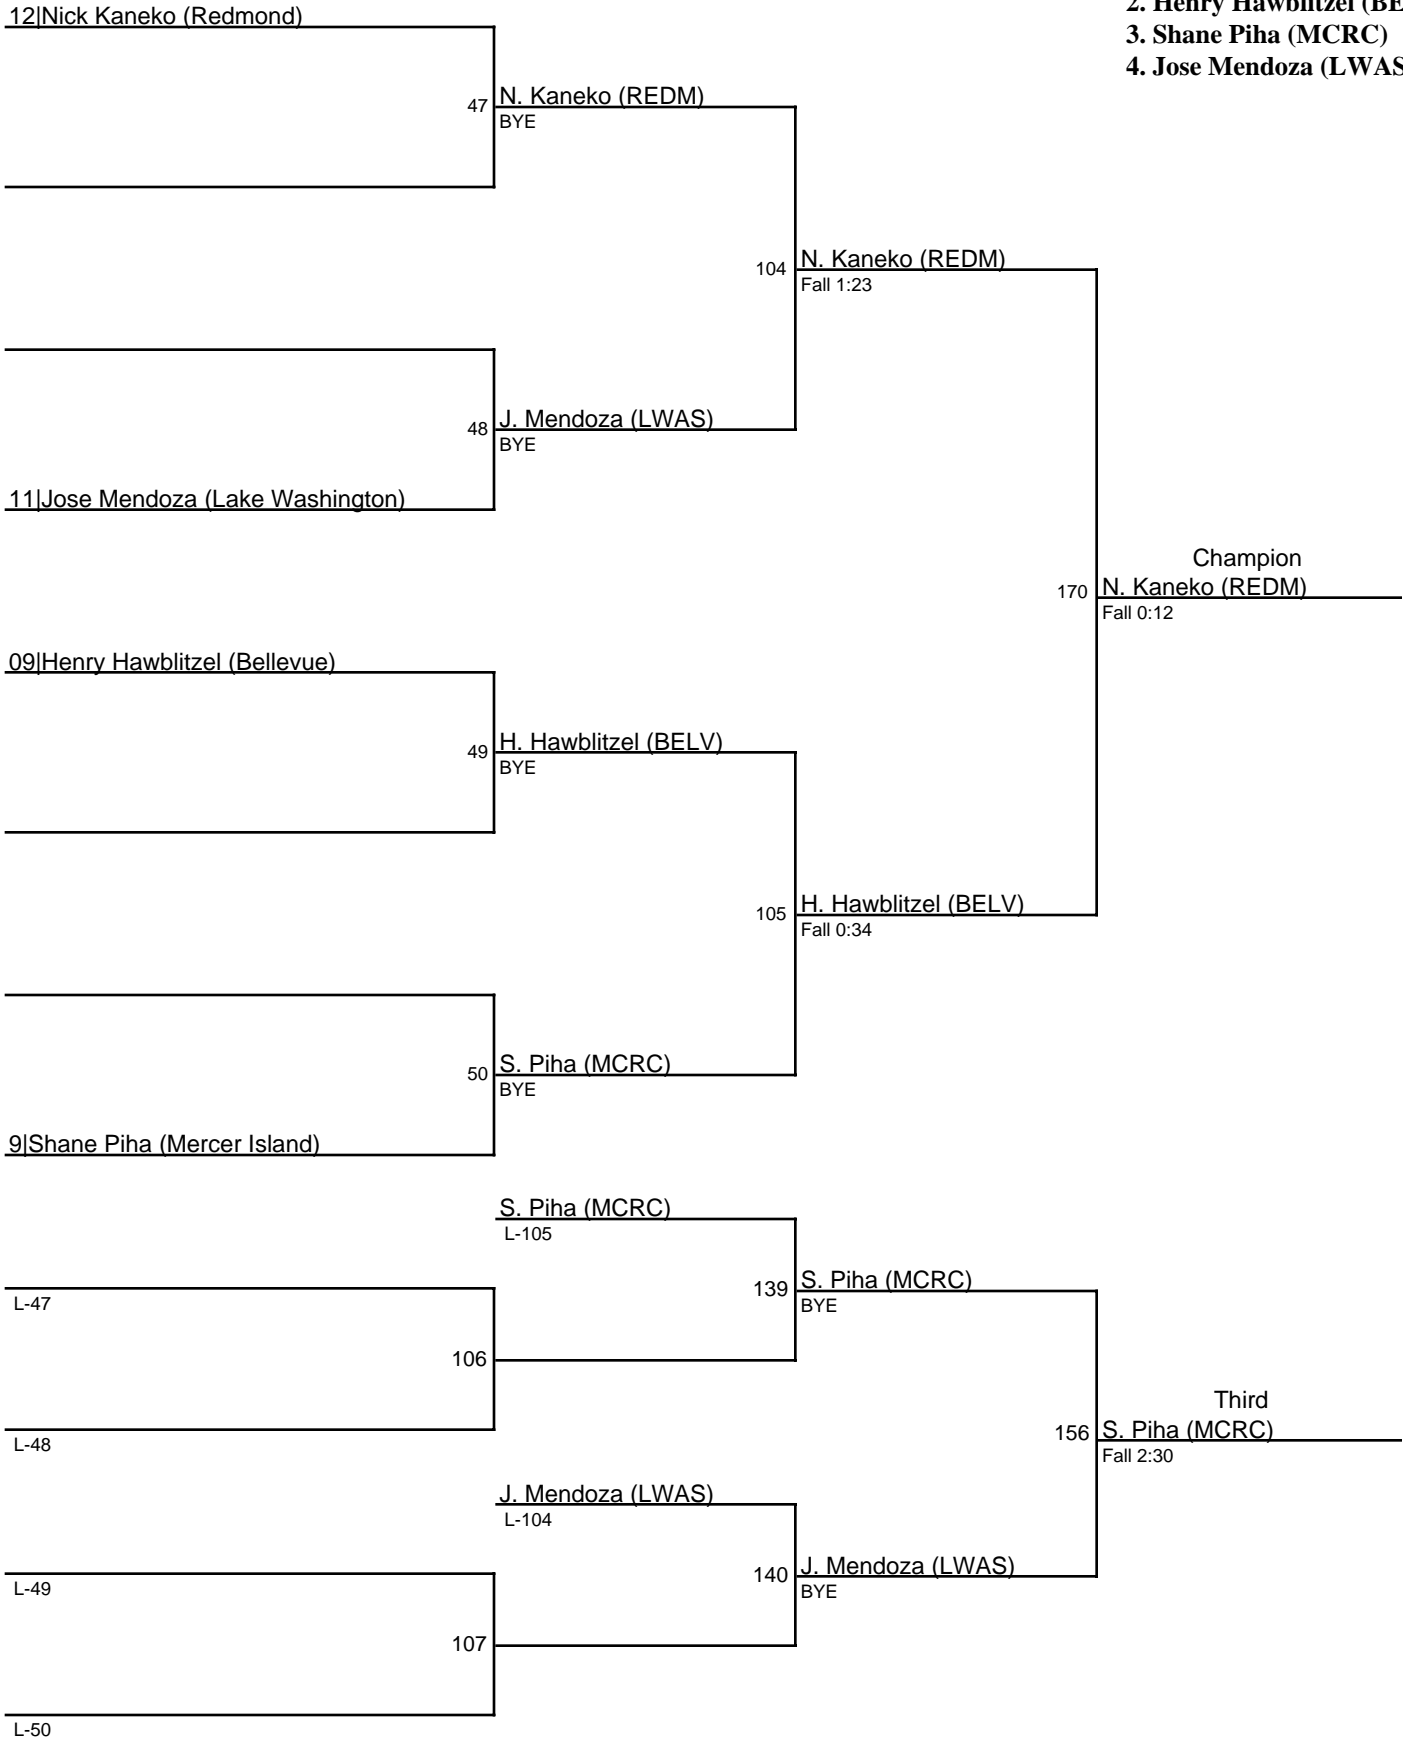 12|Nick Kaneko (Redmond)
2. Henry Hawblitzel (BE
3. Shane Piha (MCRC)
4. Jose Mendoza (LWAS
47 N. Kaneko (REDM)
BYE
104 N. Kaneko (REDM)
Fall 1:23
48 J. Mendoza (LWAS)
BYE
11|Jose Mendoza (Lake Washington)
Champion
170 N. Kaneko (REDM)
Fall 0:12
09|Henry Hawblitzel (Bellevue)
49 H. Hawblitzel (BELV)
BYE
105 H. Hawblitzel (BELV)
Fall 0:34
50 S. Piha (MCRC)
BYE
9|Shane Piha (Mercer Island)
S. Piha (MCRC)
L-105
139 S. Piha (MCRC)
BYE
L-47
106
Third
156 S. Piha (MCRC)
Fall 2:30
L-48
J. Mendoza (LWAS)
L-104
140 J. Mendoza (LWAS)
BYE
L-49
107
L-50